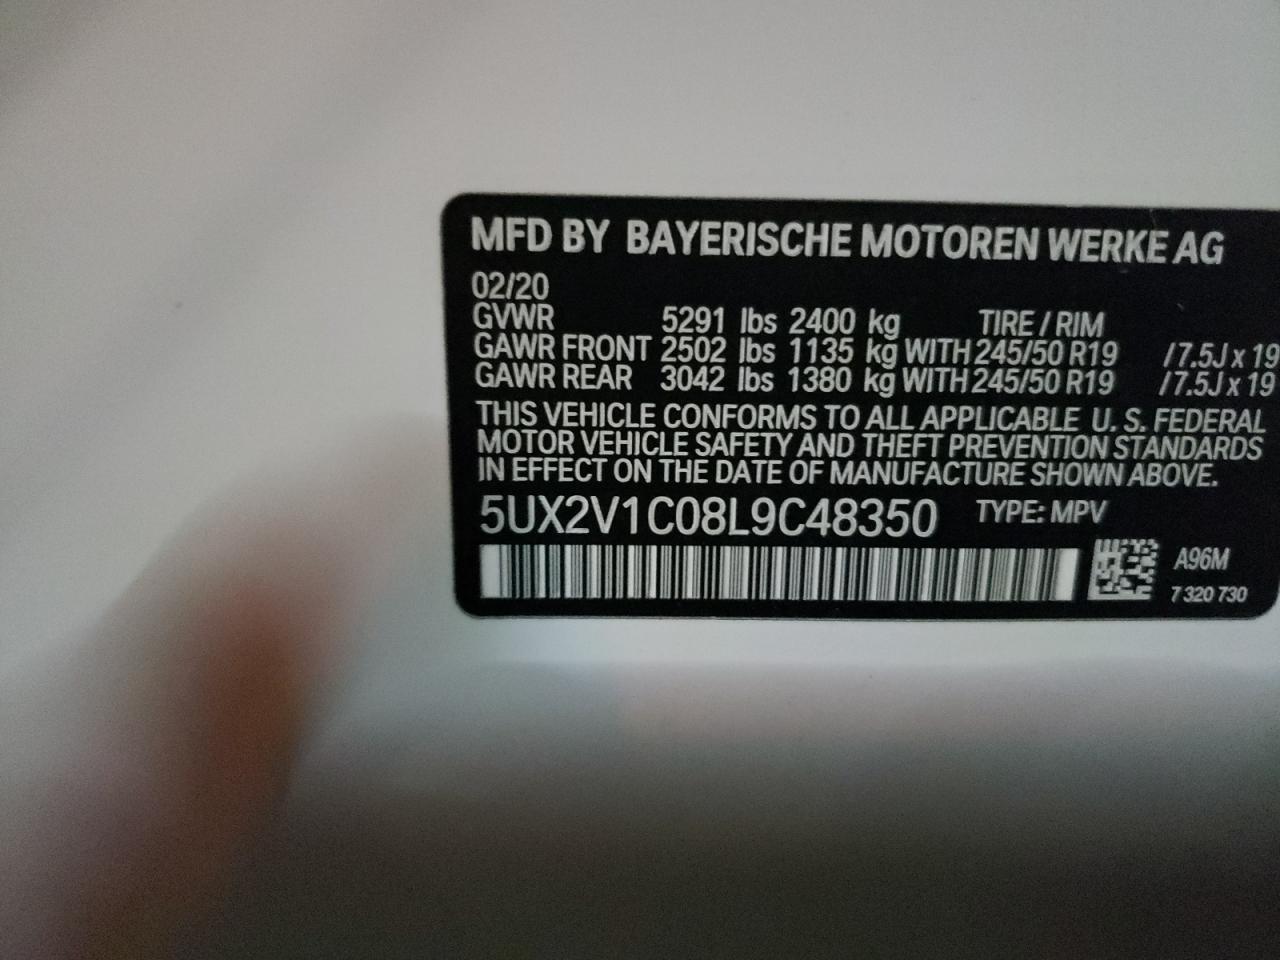 MFD BY BAYERISCHE MOTOREN WERKE AG
02/20
GVWR 5291 lbs 2400 kg TIRE / RIM
GAWR FRONT 2502 lbs 1135 kg WITH 245/50 R19 /7.5J x 19
GAWR REAR 3042 lbs 1380 kg WITH 245/50 R19 /7.5J x 19
THIS VEHICLE CONFORMS TO ALL APPLICABLE U. S. FEDERAL
MOTOR VEHICLE SAFETY AND THEFT PREVENTION STANDARDS
IN EFFECT ON THE DATE OF MANUFACTURE SHOWN ABOVE.
5UX2V1C08L9C48350 TYPE: MPV
A96M
7 320 730